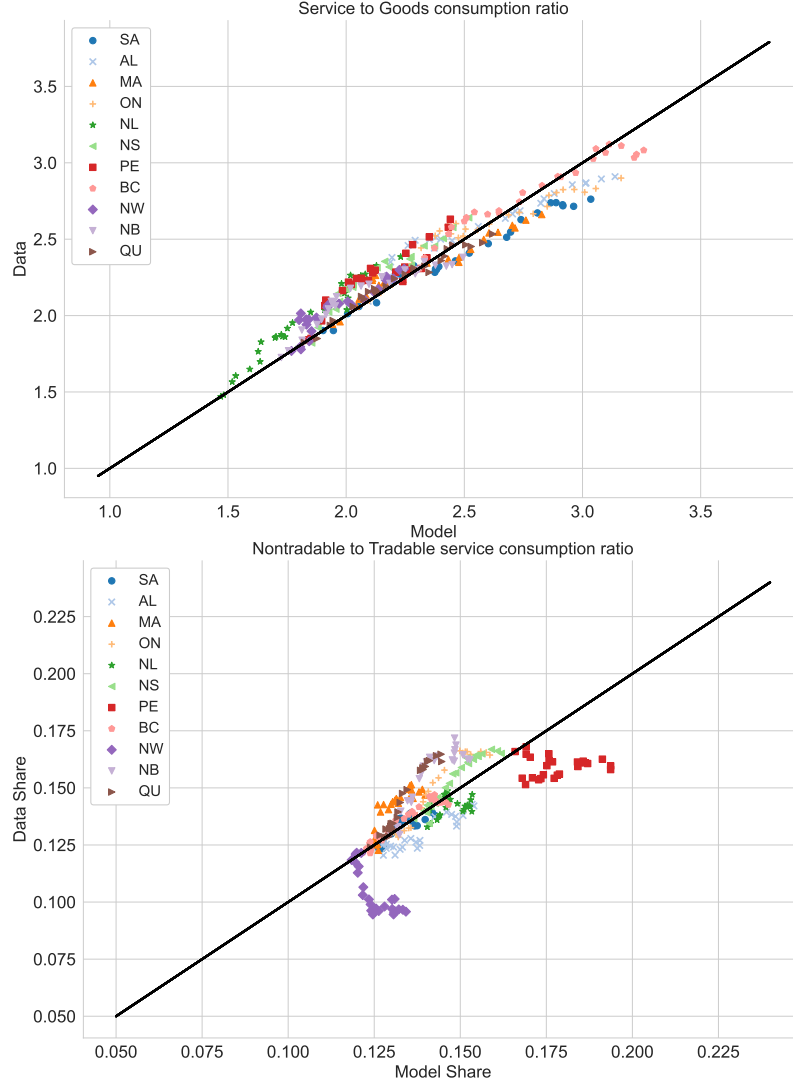 Service to Goods consumption ratio
SA
AL
MA
ON
NL
NS
PE
BC
NW
NB
QU
3.5
3.0
2.5
2.0
1.5
1.0
Data
1.0 1.5 2.0 2.5 3.0 3.5
Model
Nontradable to Tradable service consumption ratio
SA
AL
MA
ON
NL
NS
PE
BC
NW
NB
QU
0.225
0.200
0.175
0.150
0.125
0.100
0.075
0.050
Data Share
0.050 0.075 0.100 0.125 0.150 0.175 0.200 0.225
Model Share